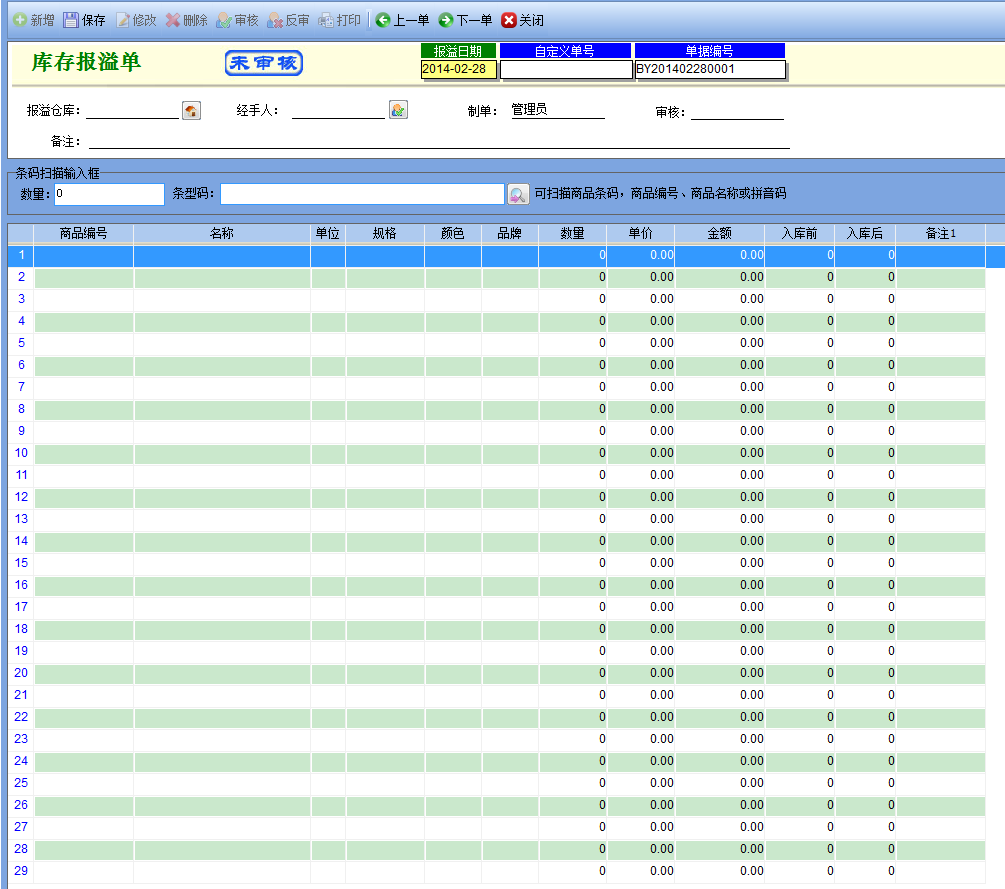 新增 保存 修改 删除 审核 反审 打印 上一单 下一单 关闭
库存报溢单 未审核 报溢日期 自定义单号 单据编号
2014-02-28 BY201402280001
报溢仓库: 经手人: 制单: 管理员 审核:
备注:
条码扫描输入框
数量: 0 条型码: 可扫描商品条码,商品编号、商品名称或拼音码
商品编号 名称 单位 规格 颜色 品牌 数量 单价 金额 入库前 入库后 备注1
1 0 0.00 0.00 0 0
2 0 0.00 0.00 0 0
3 0 0.00 0.00 0 0
4 0 0.00 0.00 0 0
5 0 0.00 0.00 0 0
6 0 0.00 0.00 0 0
7 0 0.00 0.00 0 0
8 0 0.00 0.00 0 0
9 0 0.00 0.00 0 0
10 0 0.00 0.00 0 0
11 0 0.00 0.00 0 0
12 0 0.00 0.00 0 0
13 0 0.00 0.00 0 0
14 0 0.00 0.00 0 0
15 0 0.00 0.00 0 0
16 0 0.00 0.00 0 0
17 0 0.00 0.00 0 0
18 0 0.00 0.00 0 0
19 0 0.00 0.00 0 0
20 0 0.00 0.00 0 0
21 0 0.00 0.00 0 0
22 0 0.00 0.00 0 0
23 0 0.00 0.00 0 0
24 0 0.00 0.00 0 0
25 0 0.00 0.00 0 0
26 0 0.00 0.00 0 0
27 0 0.00 0.00 0 0
28 0 0.00 0.00 0 0
29 0 0.00 0.00 0 0